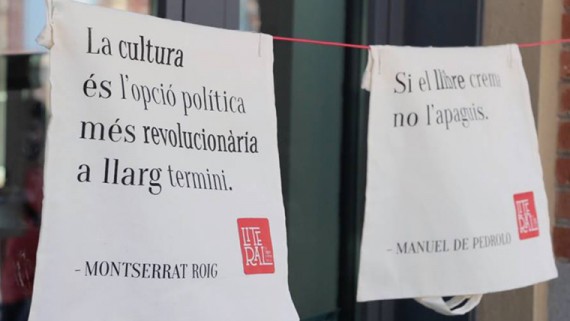 La cultura
és l'opció política
més revolucionària
a llarg termini.
- MONTSERRAT ROIG
LITE
RAL
Si el llibre crema
no l'apaguis.
- MANUEL DE PEDROLO
LITE
RAL